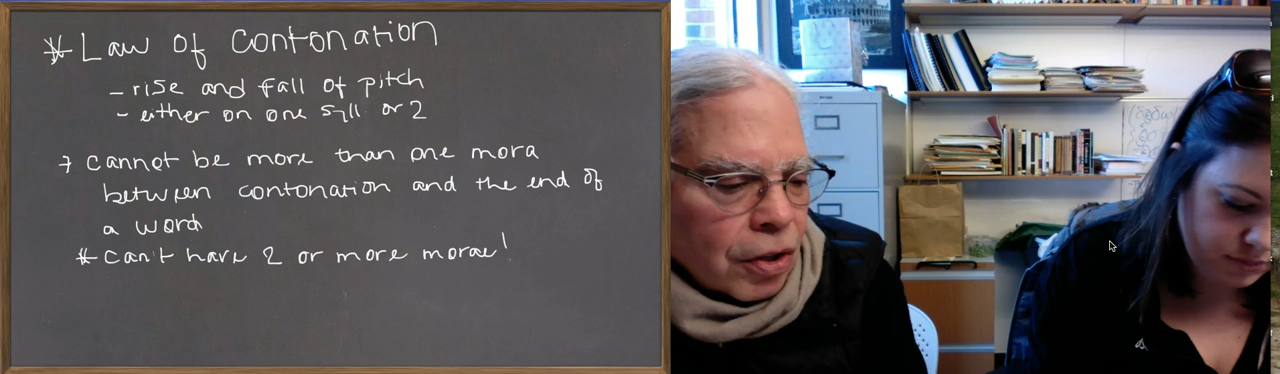 * Law of Contonation
- rise and fall of pitch
- either on one syll or 2
→ cannot be more than one mora
between contonation and the end of
a word
* can't have 2 or more morae!